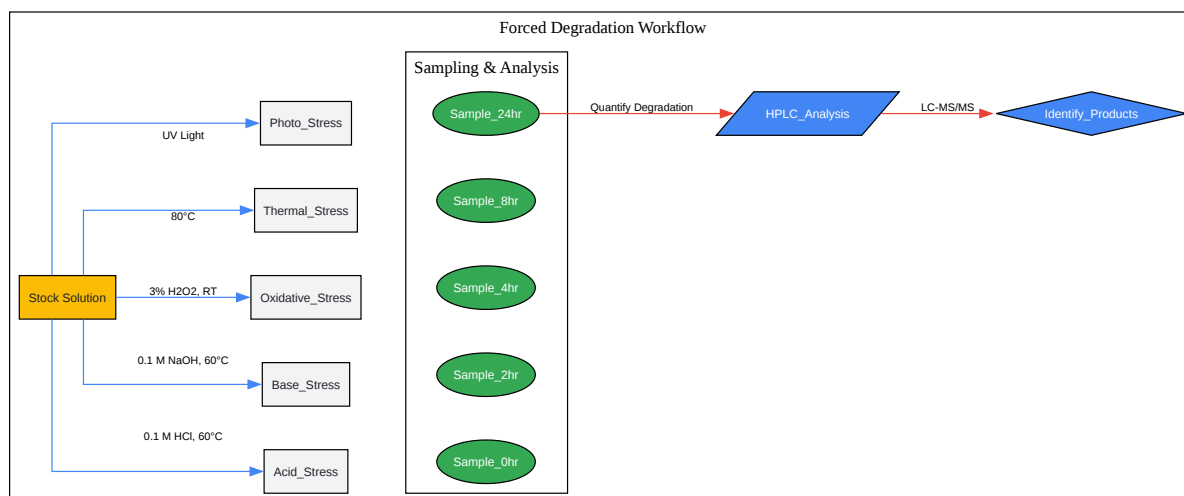 Forced Degradation Workflow
Sampling & Analysis
Photo_Stress
UV Light
Sample_24hr
Quantify Degradation
HPLC_Analysis
LC-MS/MS
Identify_Products
Thermal_Stress
80°C
Sample_8hr
Stock Solution
3% H2O2, RT
Oxidative_Stress
Sample_4hr
0.1 M NaOH, 60°C
Base_Stress
Sample_2hr
0.1 M HCl, 60°C
Acid_Stress
Sample_0hr